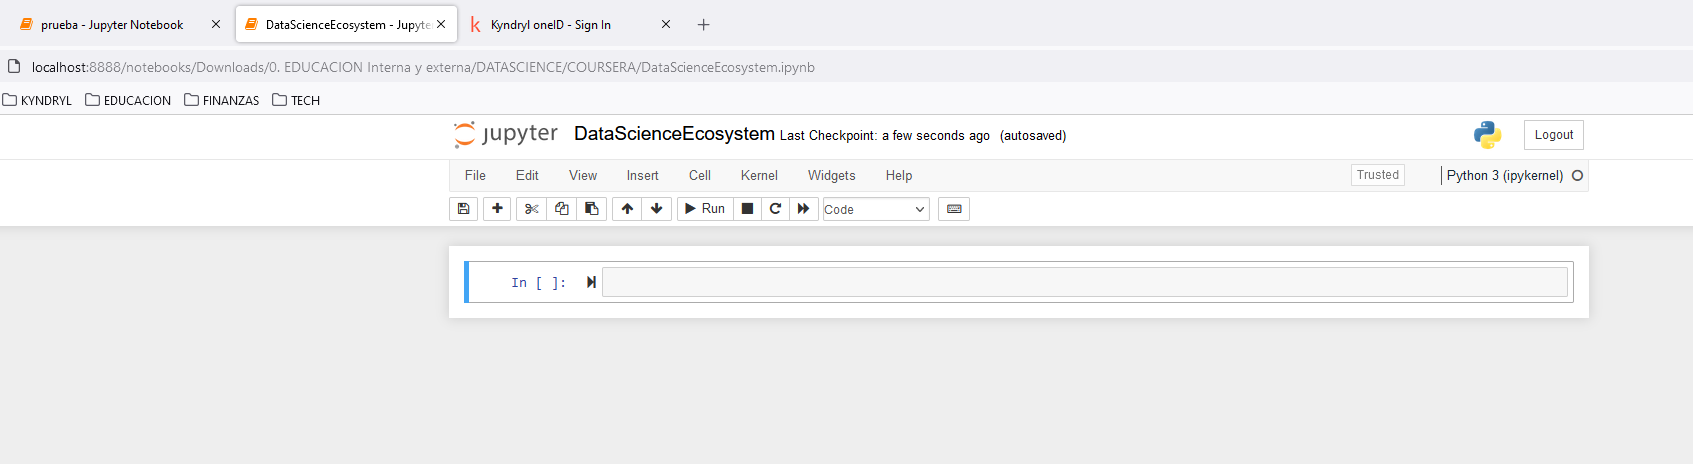 prueba - Jupyter Notebook
DataScienceEcosystem - Jupyte
Kyndryl oneID - Sign In
localhost:8888/notebooks/Downloads/0. EDUCACION Interna y externa/DATASCIENCE/COURSERA/DataScienceEcosystem.ipynb
KYNDRYL EDUCACION FINANZAS TECH
jupyter DataScienceEcosystem Last Checkpoint: a few seconds ago (autosaved) Logout
File Edit View Insert Cell Kernel Widgets Help Trusted Python 3 (ipykernel)
Run Code
In [ ]: